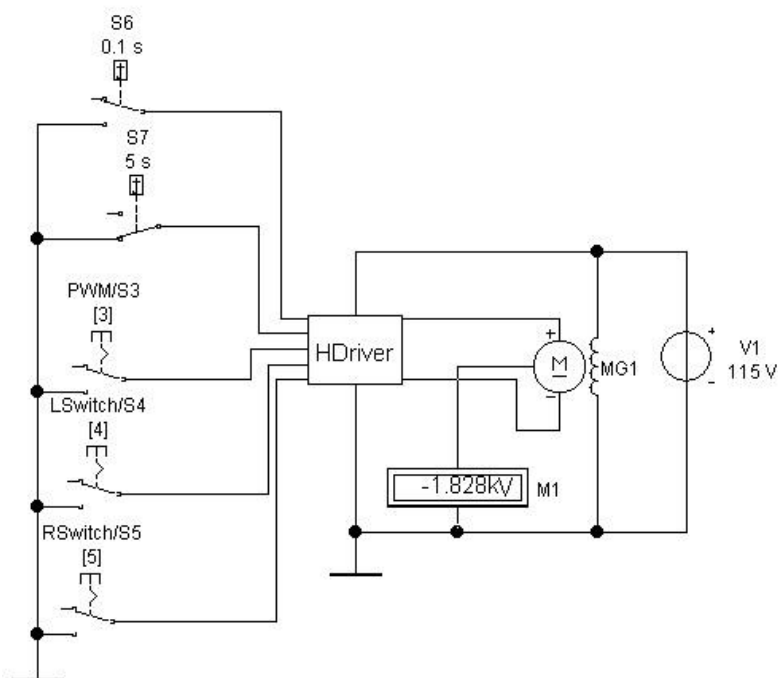 S6
0.1 s
S7
5 s
PWM/S3
[3]
HDriver
+
M
-
MG1
+
V1
115 V
-
LSwitch/S4
[4]
-1.828kV
M1
RSwitch/S5
[5]